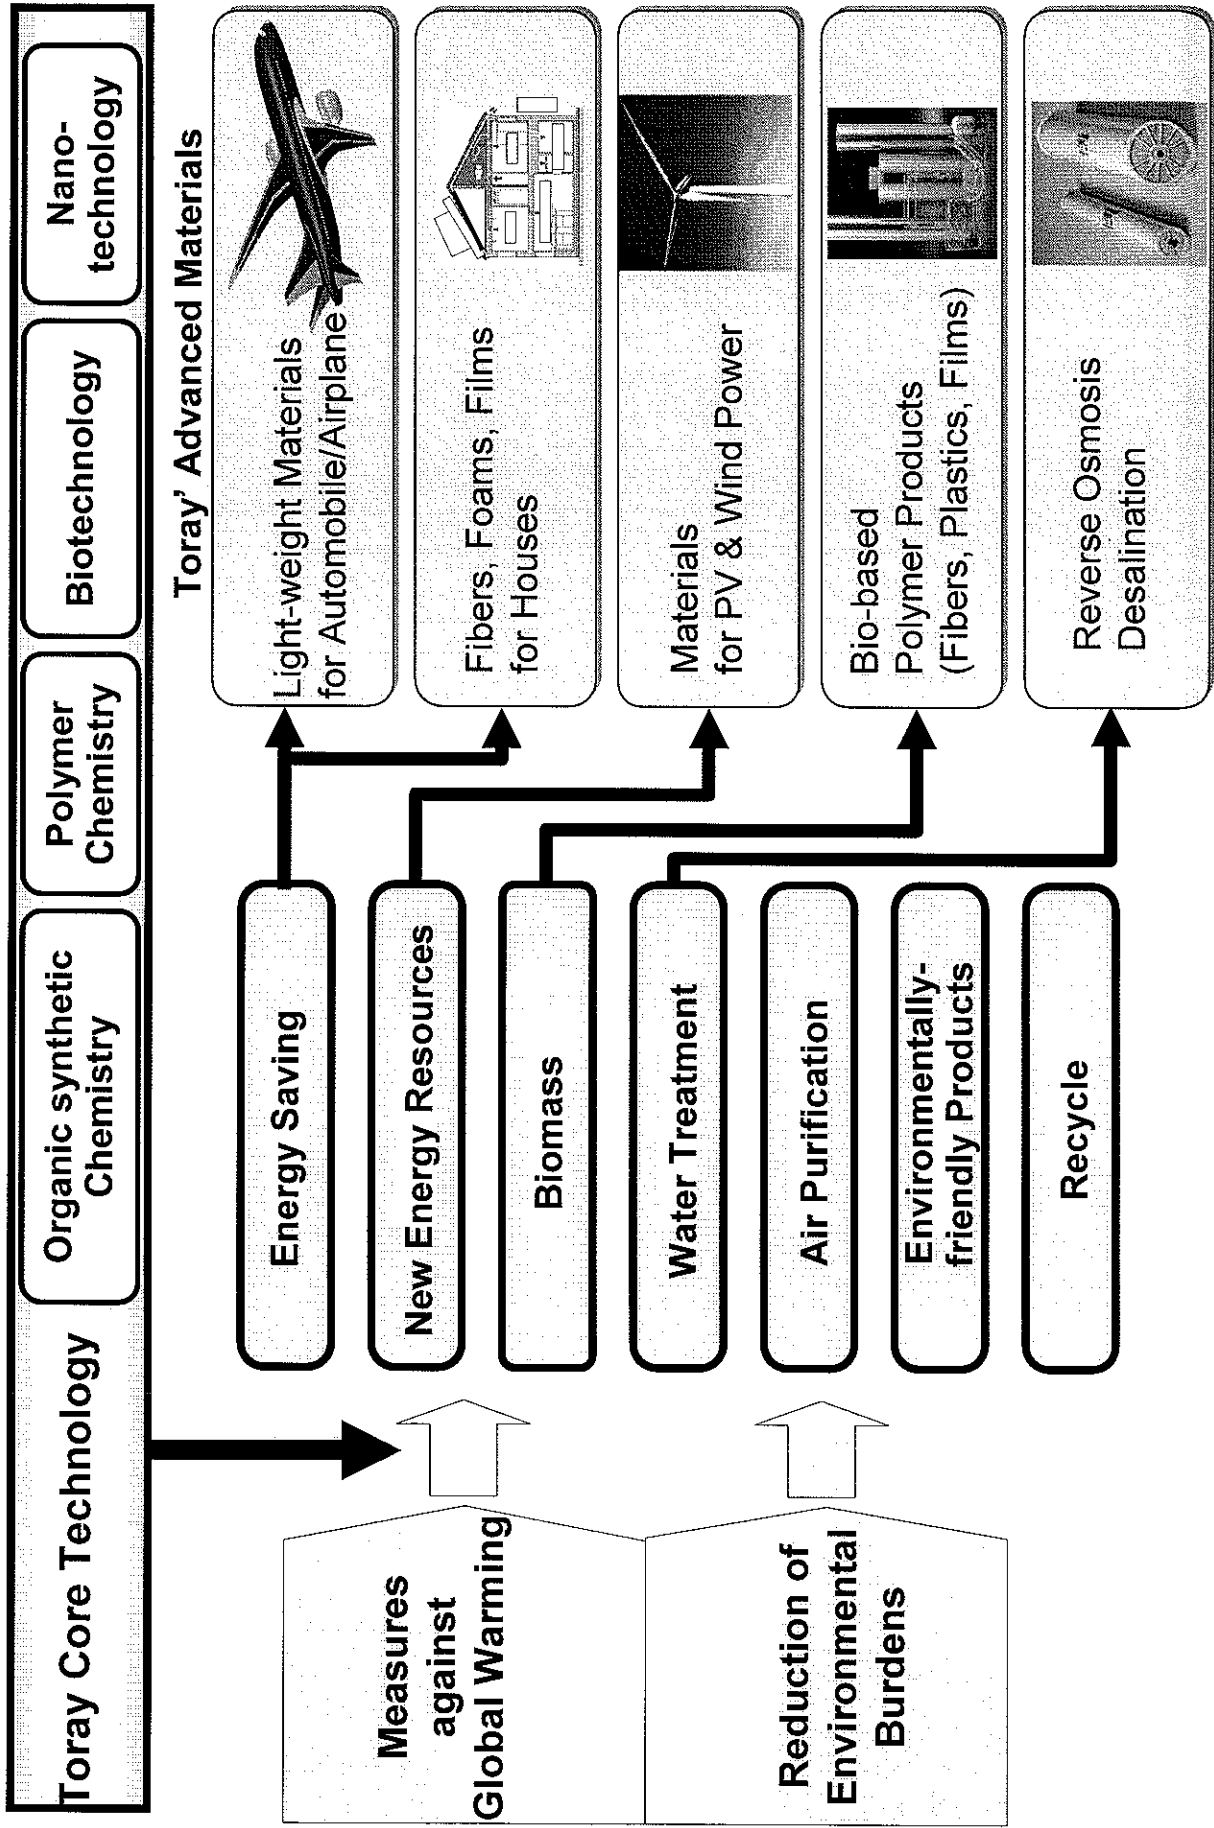 Toray Core Technology
Organic synthetic
Chemistry
Polymer
Chemistry
Biotechnology
Nano-
technology
Measures
against
Global Warming
Reduction of
Environmental
Burdens
Energy Saving
New Energy Resources
Biomass
Water Treatment
Air Purification
Environmentally-
friendly Products
Recycle
Toray' Advanced Materials
Light-weight Materials
for Automobile/Airplane
Fibers, Foams, Films
for Houses
Materials
for PV & Wind Power
Bio-based
Polymer Products
(Fibers, Plastics, Films)
Reverse Osmosis
Desalination